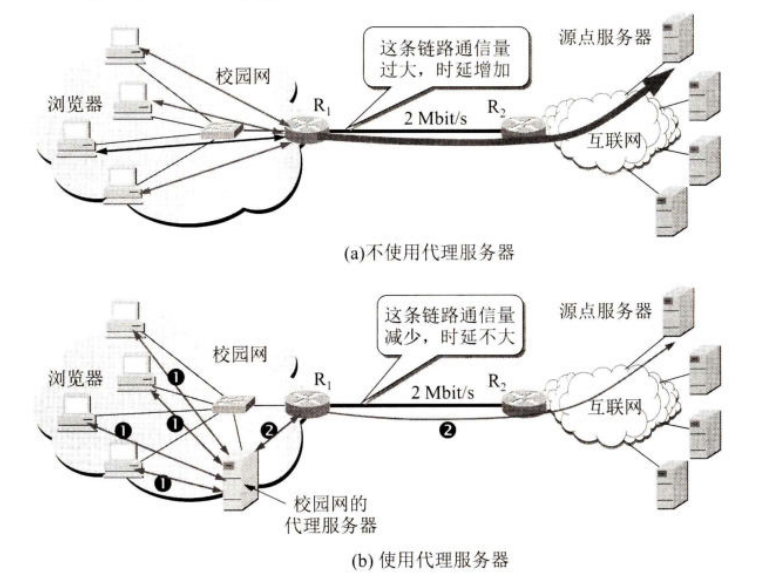 这条链路通信量
过大，时延增加
源点服务器
校园网
浏览器
R1
2 Mbit/s
R2
互联网
(a)不使用代理服务器
这条链路通信量
减少，时延不大
源点服务器
校园网
浏览器
R1
2 Mbit/s
R2
互联网
❶
❶
❶
❶
❷
❷
校园网的
代理服务器
(b) 使用代理服务器